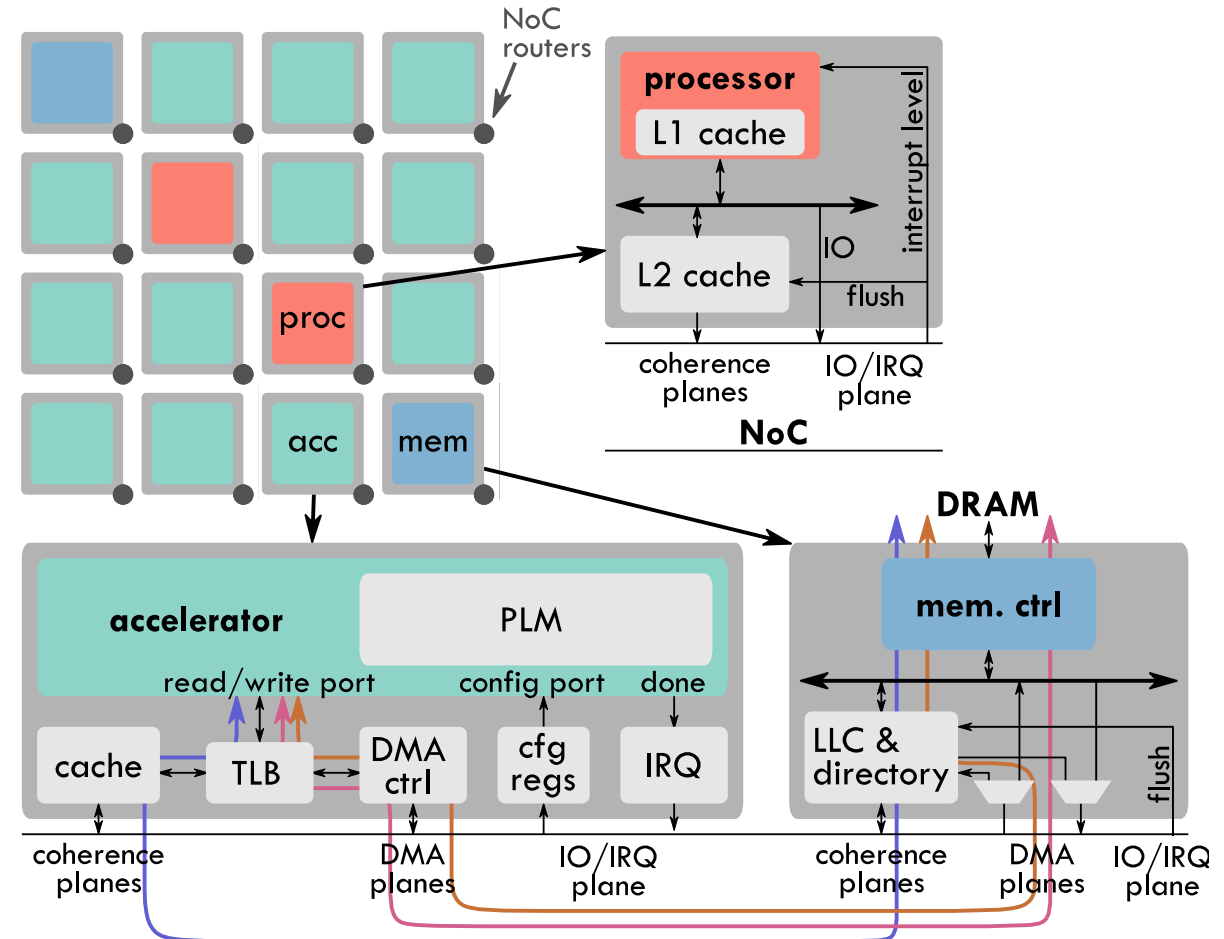 NoC
routers
processor
L1 cache
interrupt level
IO
L2 cache
flush
proc
coherence
planes
IO/IRQ
plane
NoC
acc
mem
DRAM
accelerator
PLM
mem. ctrl
read/write port
config port
done
cache
TLB
DMA
ctrl
cfg
regs
IRQ
LLC &
directory
flush
coherence
planes
DMA
planes
IO/IRQ
plane
coherence
planes
DMA
planes
IO/IRQ
plane